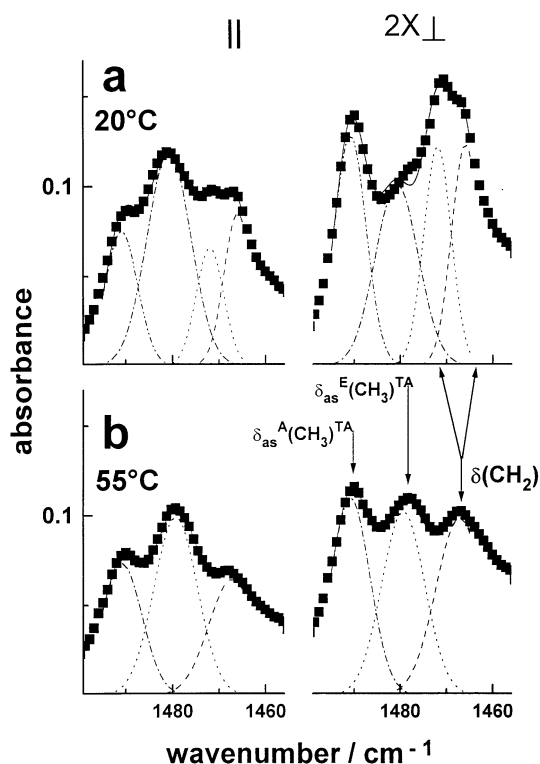 || 2X⊥
a
20°C
0.1
absorbance
δasE(CH3)TA
δasA(CH3)TA
b
55°C
δ(CH2)
0.1
1480 1460 1480 1460
wavenumber / cm-1